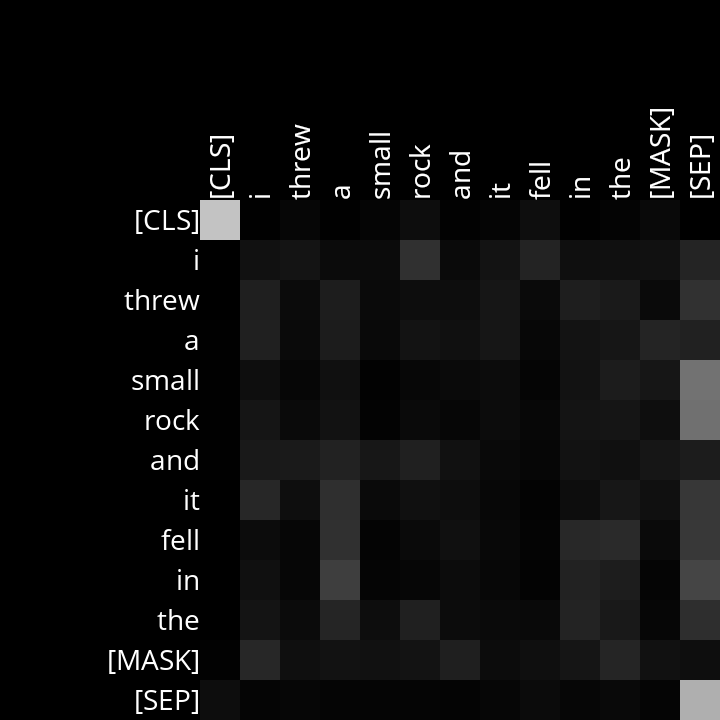 [CLS] i threw a small rock and it fell in the [MASK] [SEP]
[CLS]
i
threw
a
small
rock
and
it
fell
in
the
[MASK]
[SEP]